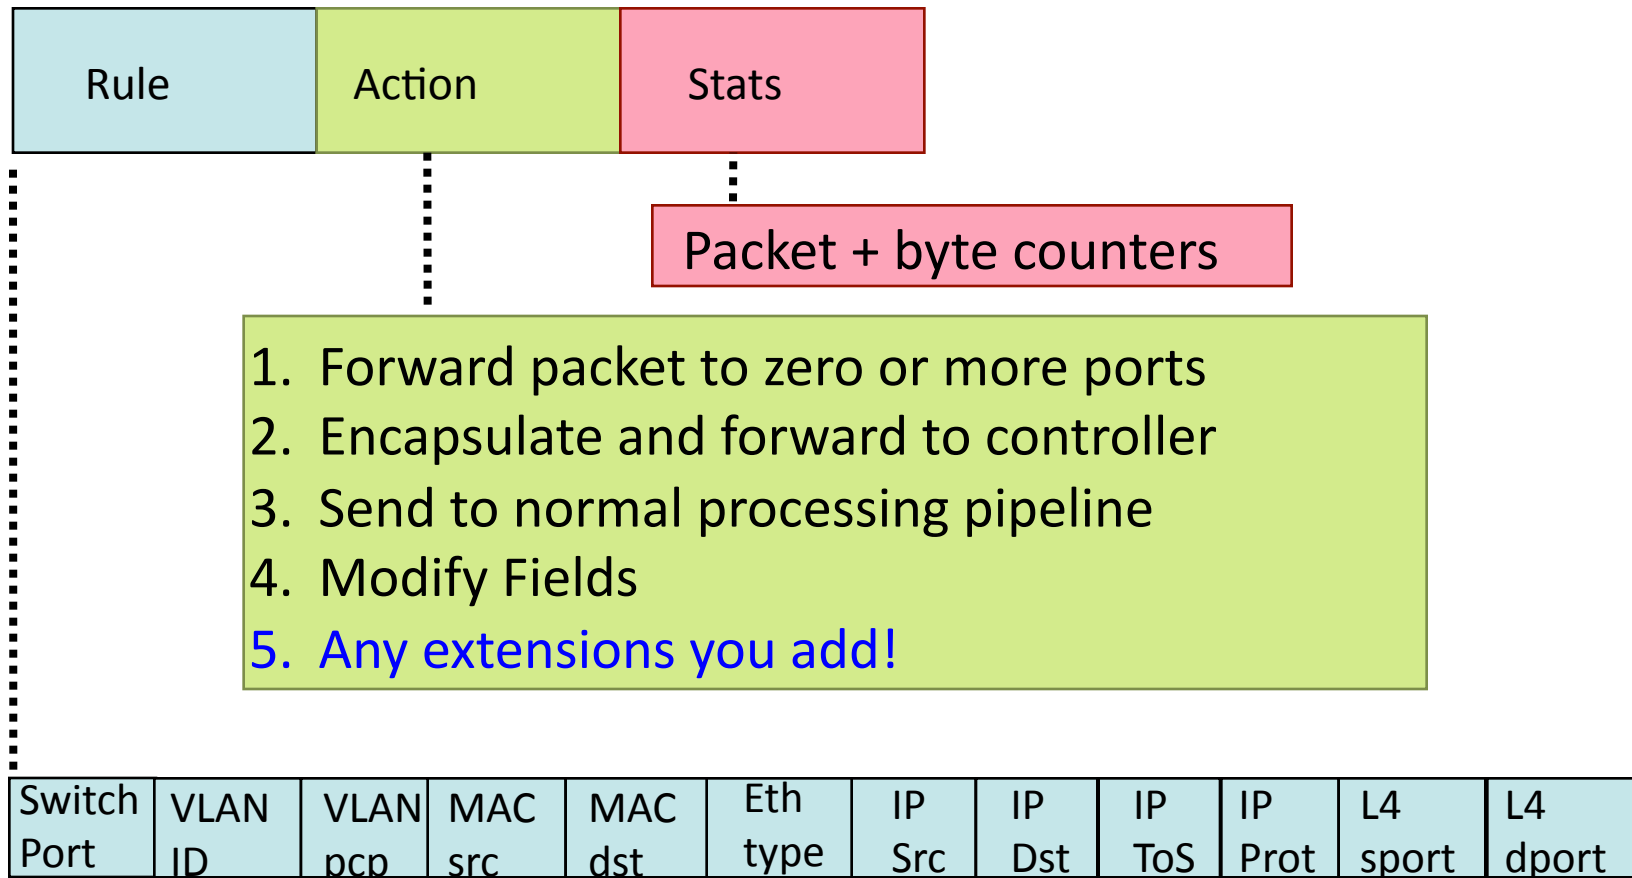 Rule Action Stats
Packet + byte counters
1. Forward packet to zero or more ports
2. Encapsulate and forward to controller
3. Send to normal processing pipeline
4. Modify Fields
5. Any extensions you add!
Switch Port
VLAN ID
VLAN pcp
MAC src
MAC dst
Eth type
IP Src
IP Dst
IP ToS
IP Prot
L4 sport
L4 dport